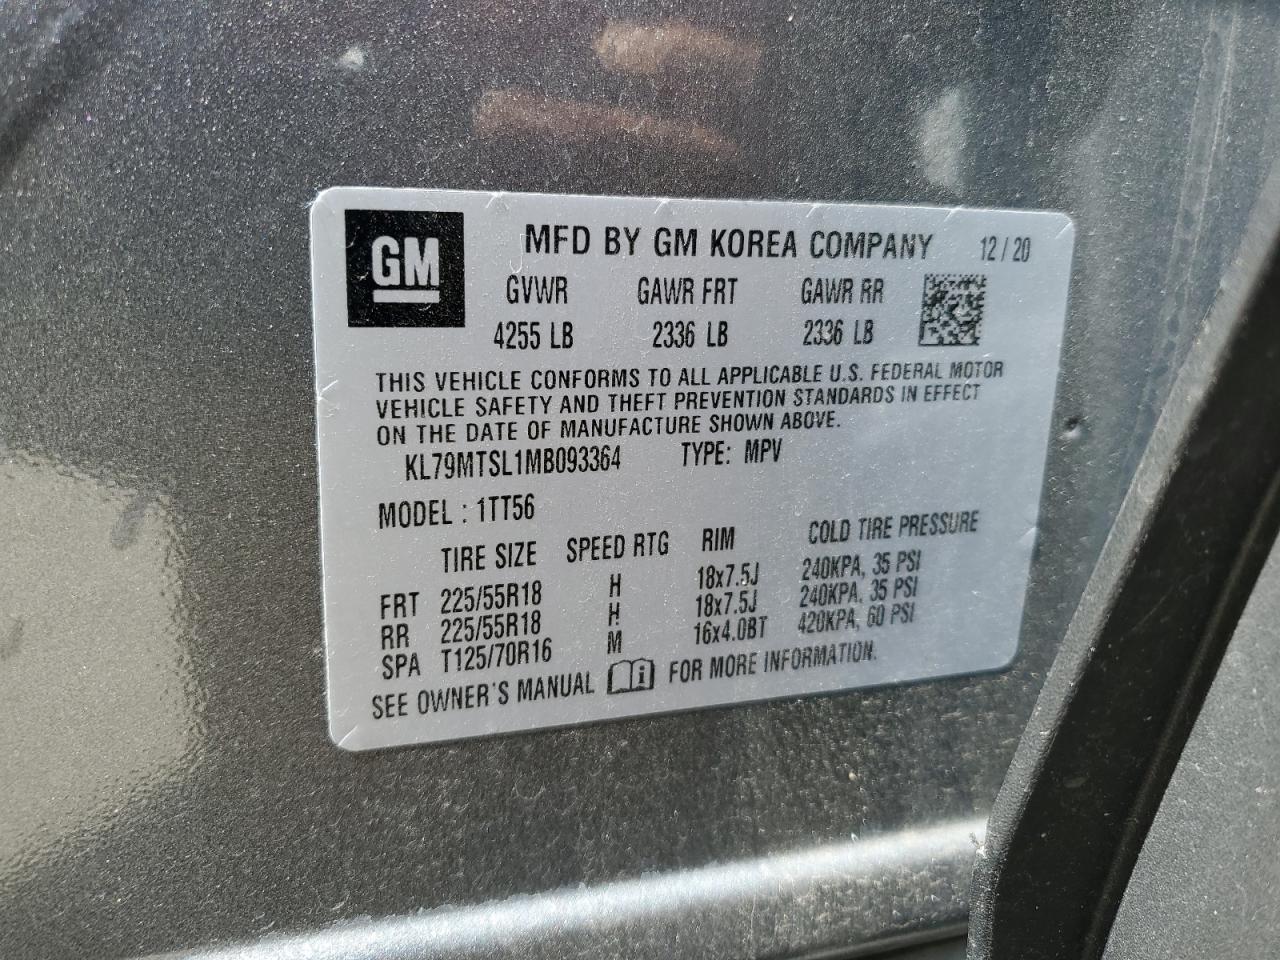 GM
MFD BY GM KOREA COMPANY 12/20
GVWR GAWR FRT GAWR RR
4255 LB 2336 LB 2336 LB
THIS VEHICLE CONFORMS TO ALL APPLICABLE U.S. FEDERAL MOTOR
VEHICLE SAFETY AND THEFT PREVENTION STANDARDS IN EFFECT
ON THE DATE OF MANUFACTURE SHOWN ABOVE.
KL79MTSL1MB093364 TYPE: MPV
MODEL : 1TT56
TIRE SIZE SPEED RTG RIM COLD TIRE PRESSURE
FRT 225/55R18 H 18x7.5J 240KPA, 35 PSI
RR 225/55R18 H 18x7.5J 240KPA, 35 PSI
SPA T125/70R16 M 16x4.0BT 420KPA, 60 PSI
SEE OWNER'S MANUAL FOR MORE INFORMATION.